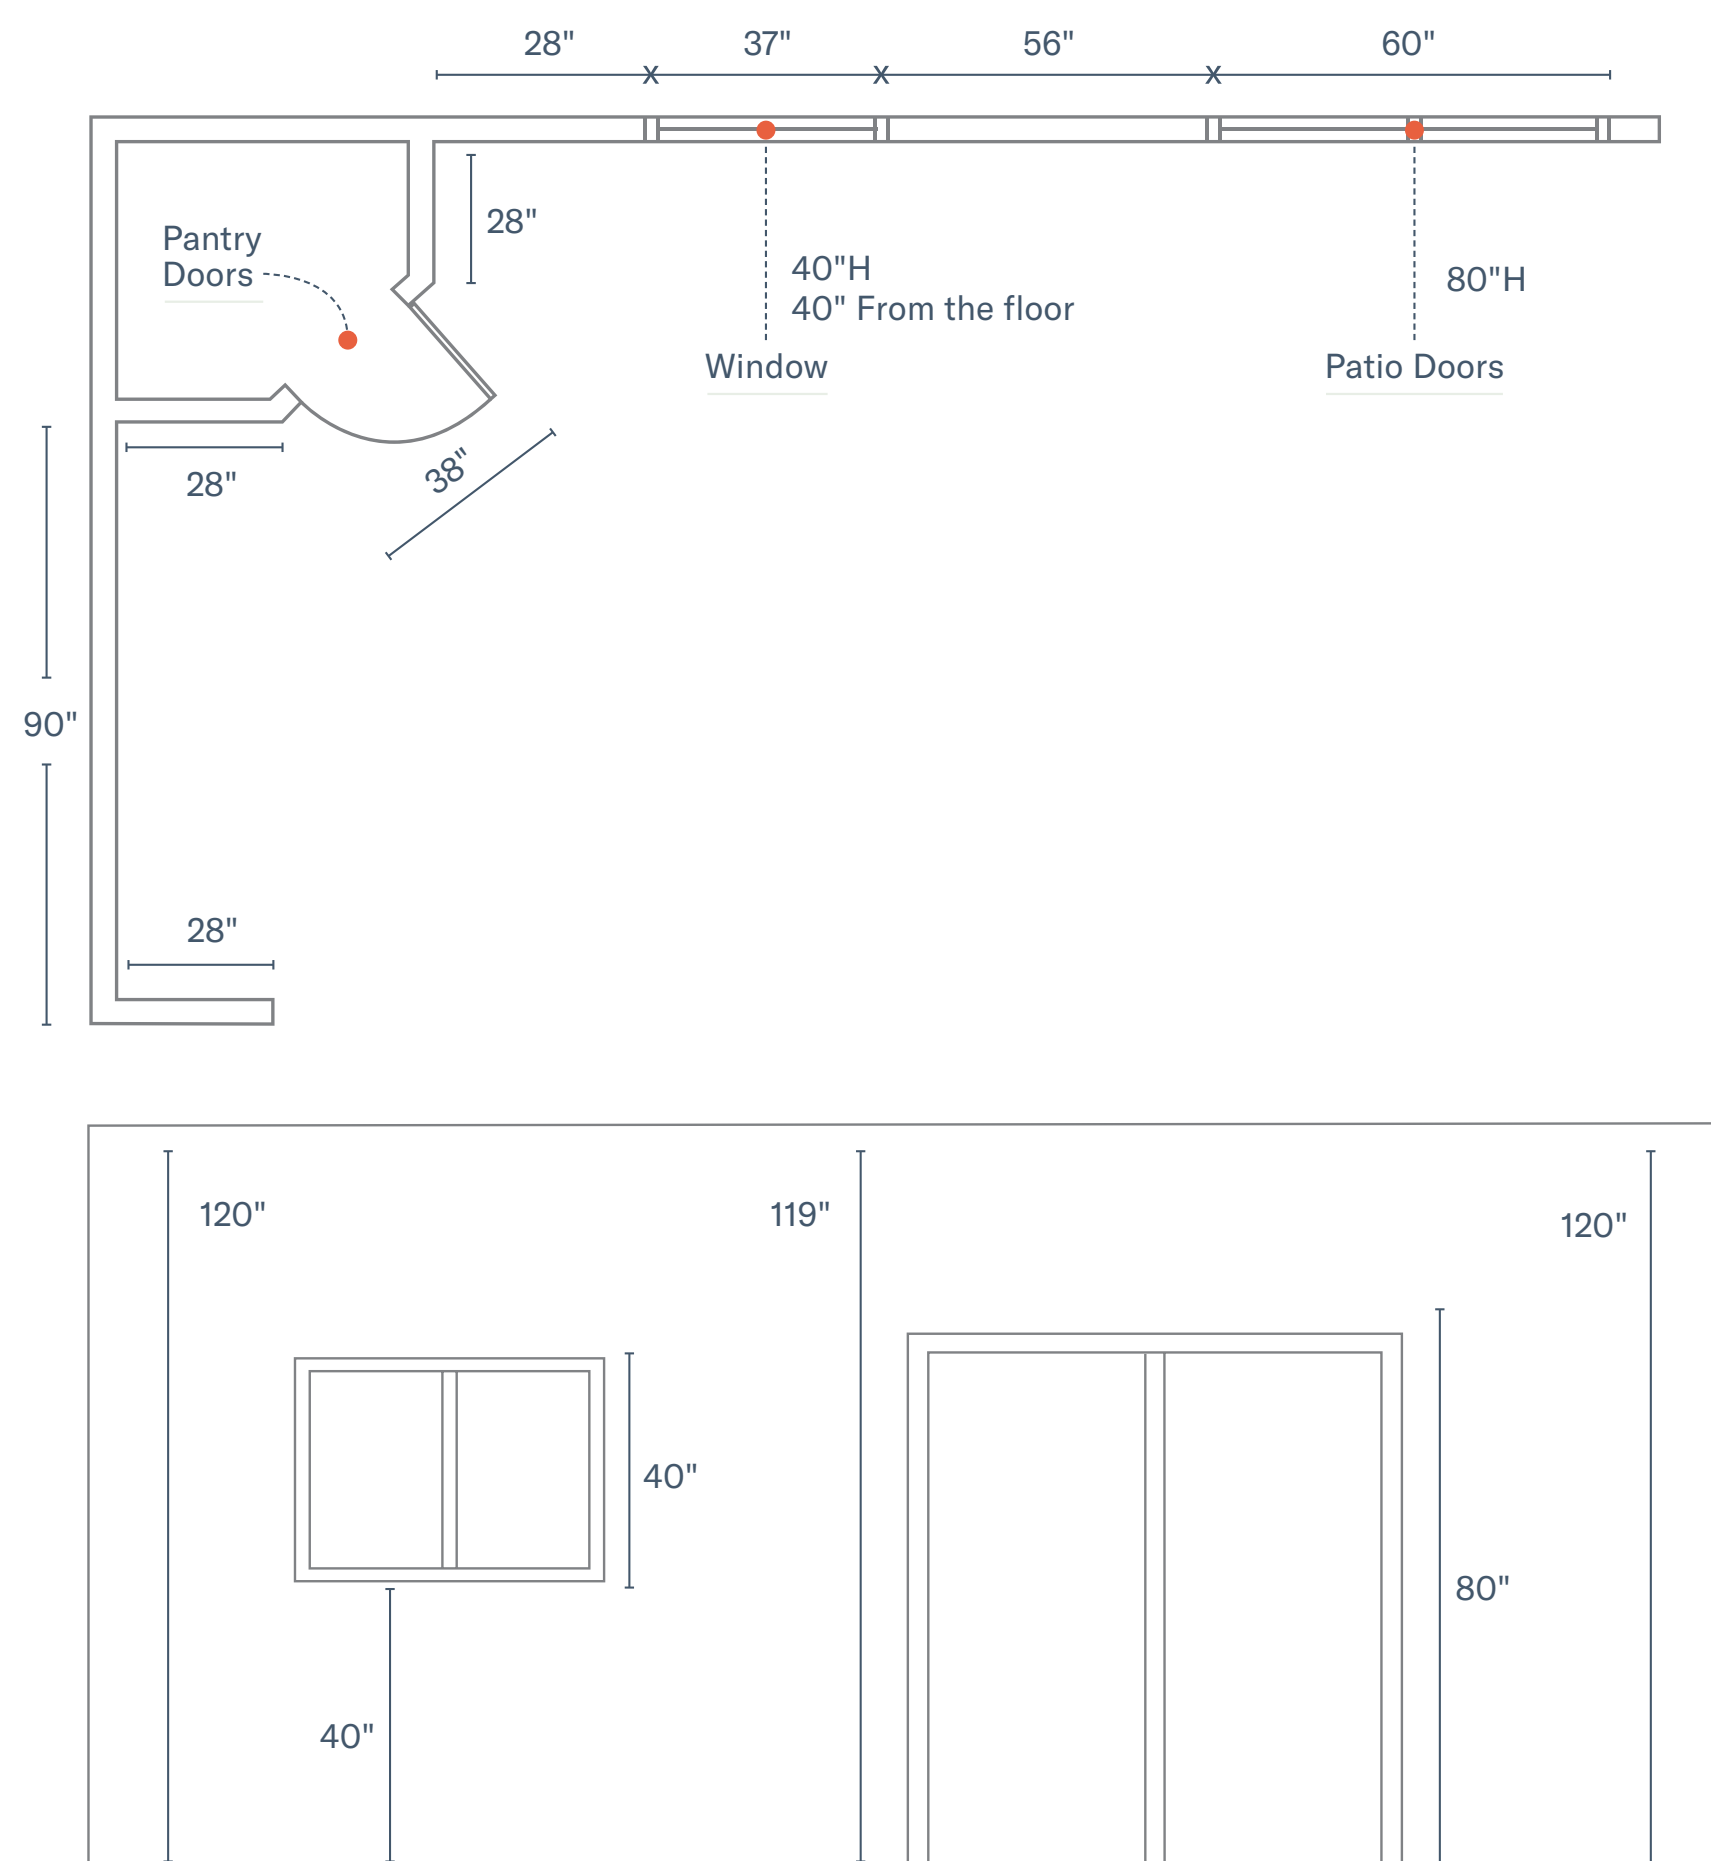 28"
37"
56"
60"
28"
Pantry
Doors
40"H
40" From the floor
80"H
Window
Patio Doors
28"
38"
90"
28"
120"
119"
120"
40"
80"
40"